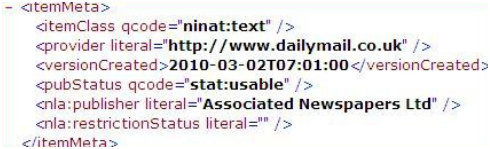 - <itemMeta>
<itemClass qcode="ninat:text" />
<provider literal="http://www.dailymail.co.uk" />
<versionCreated>2010-03-02T07:01:00</versionCreated>
<pubStatus qcode="stat:usable" />
<nla:publisher literal="Associated Newspapers Ltd" />
<nla:restrictionStatus literal="" />
</itemMeta>